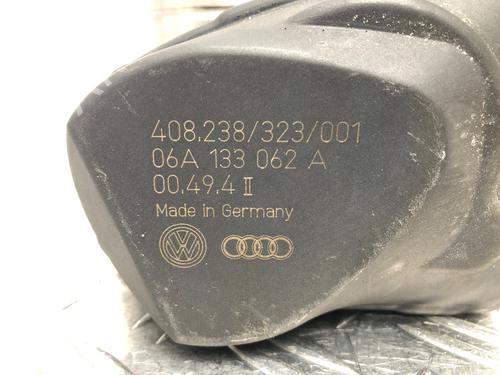 408.238/323/001
06A 133 062 A
00.49.4 II
Made in Germany